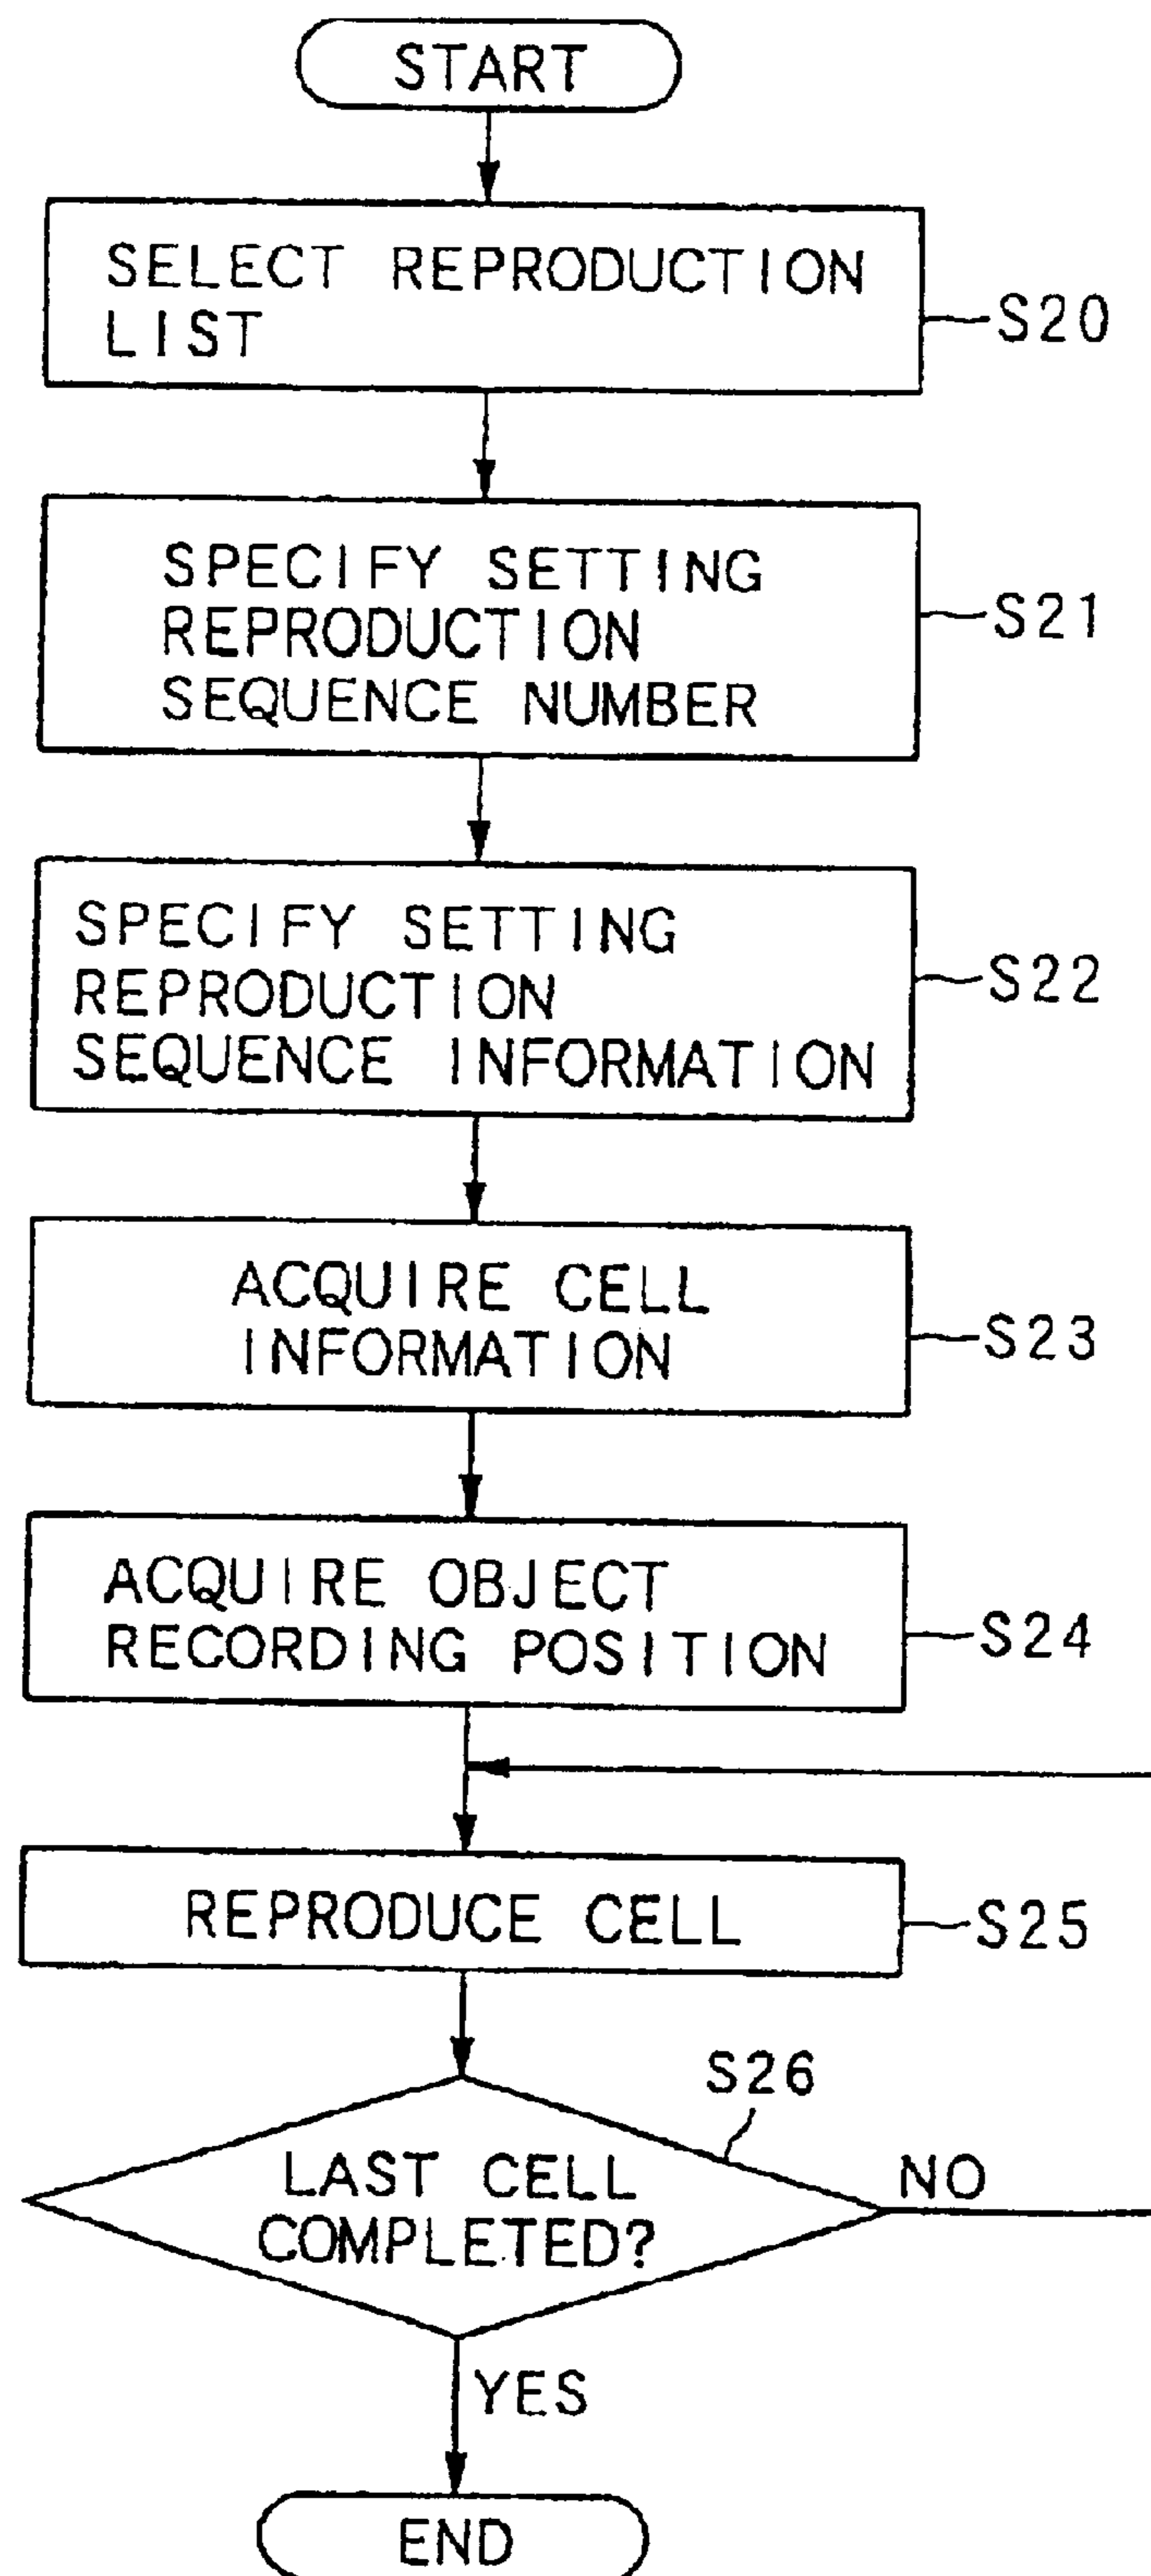 START
SELECT REPRODUCTION
LIST
S20
SPECIFY SETTING
REPRODUCTION
SEQUENCE NUMBER
S21
SPECIFY SETTING
REPRODUCTION
SEQUENCE INFORMATION
S22
ACQUIRE CELL
INFORMATION
S23
ACQUIRE OBJECT
RECORDING POSITION
S24
REPRODUCE CELL
S25
S26
LAST CELL
COMPLETED?
NO
YES
END